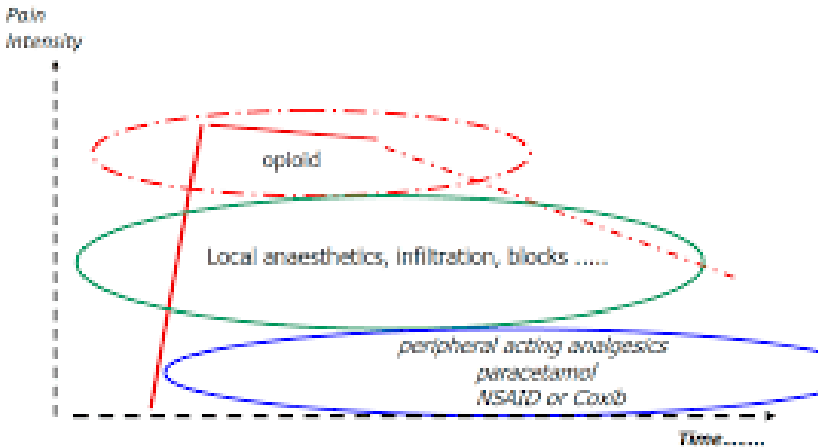 Pain
Intensity
opioid
Local anaesthetics, infiltration, blocks .....
peripheral acting analgesics
paracetamol
NSAID or Coxib
Time.......